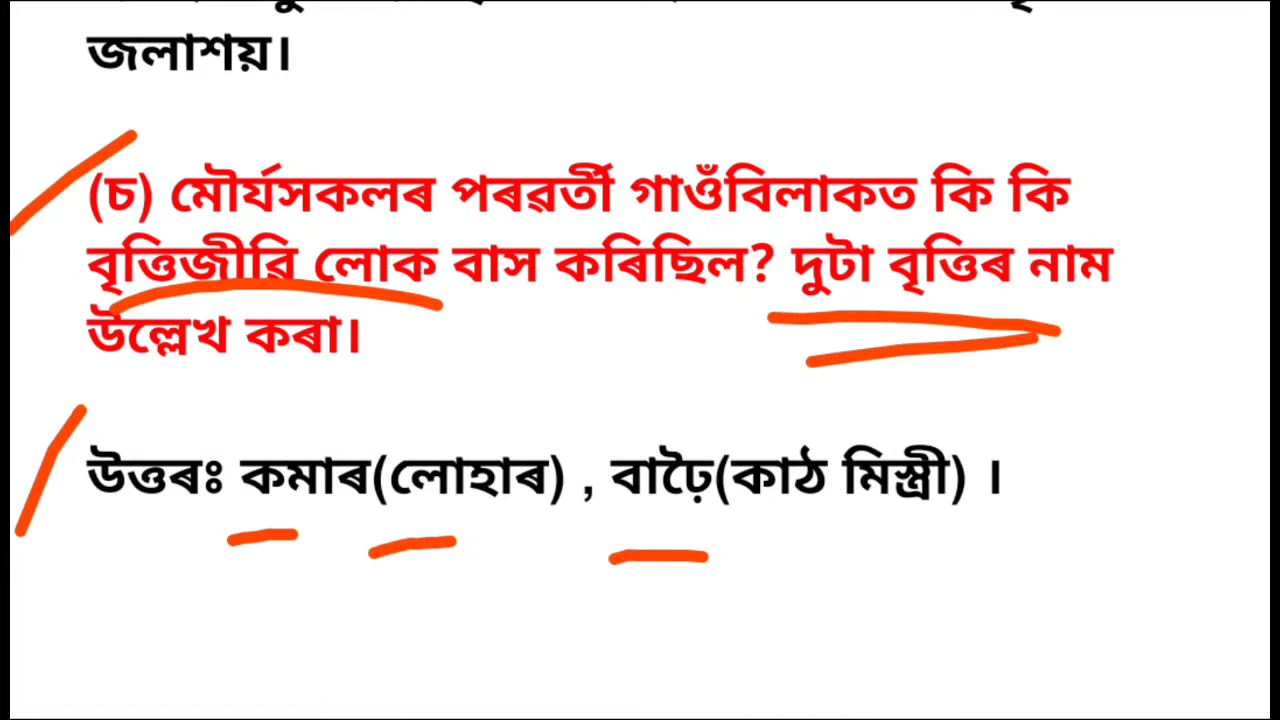 জলাশয়।
(চ) মৌৰ্যসকলৰ পৰৱৰ্তী গাওঁবিলাকত কি কি
বৃত্তিজীৱি লোক বাস কৰিছিল? দুটা বৃত্তিৰ নাম
উল্লেখ কৰা।
উত্তৰঃ কমাৰ(লোহাৰ) , বাঢ়ৈ(কাঠ মিস্ত্ৰী) ।